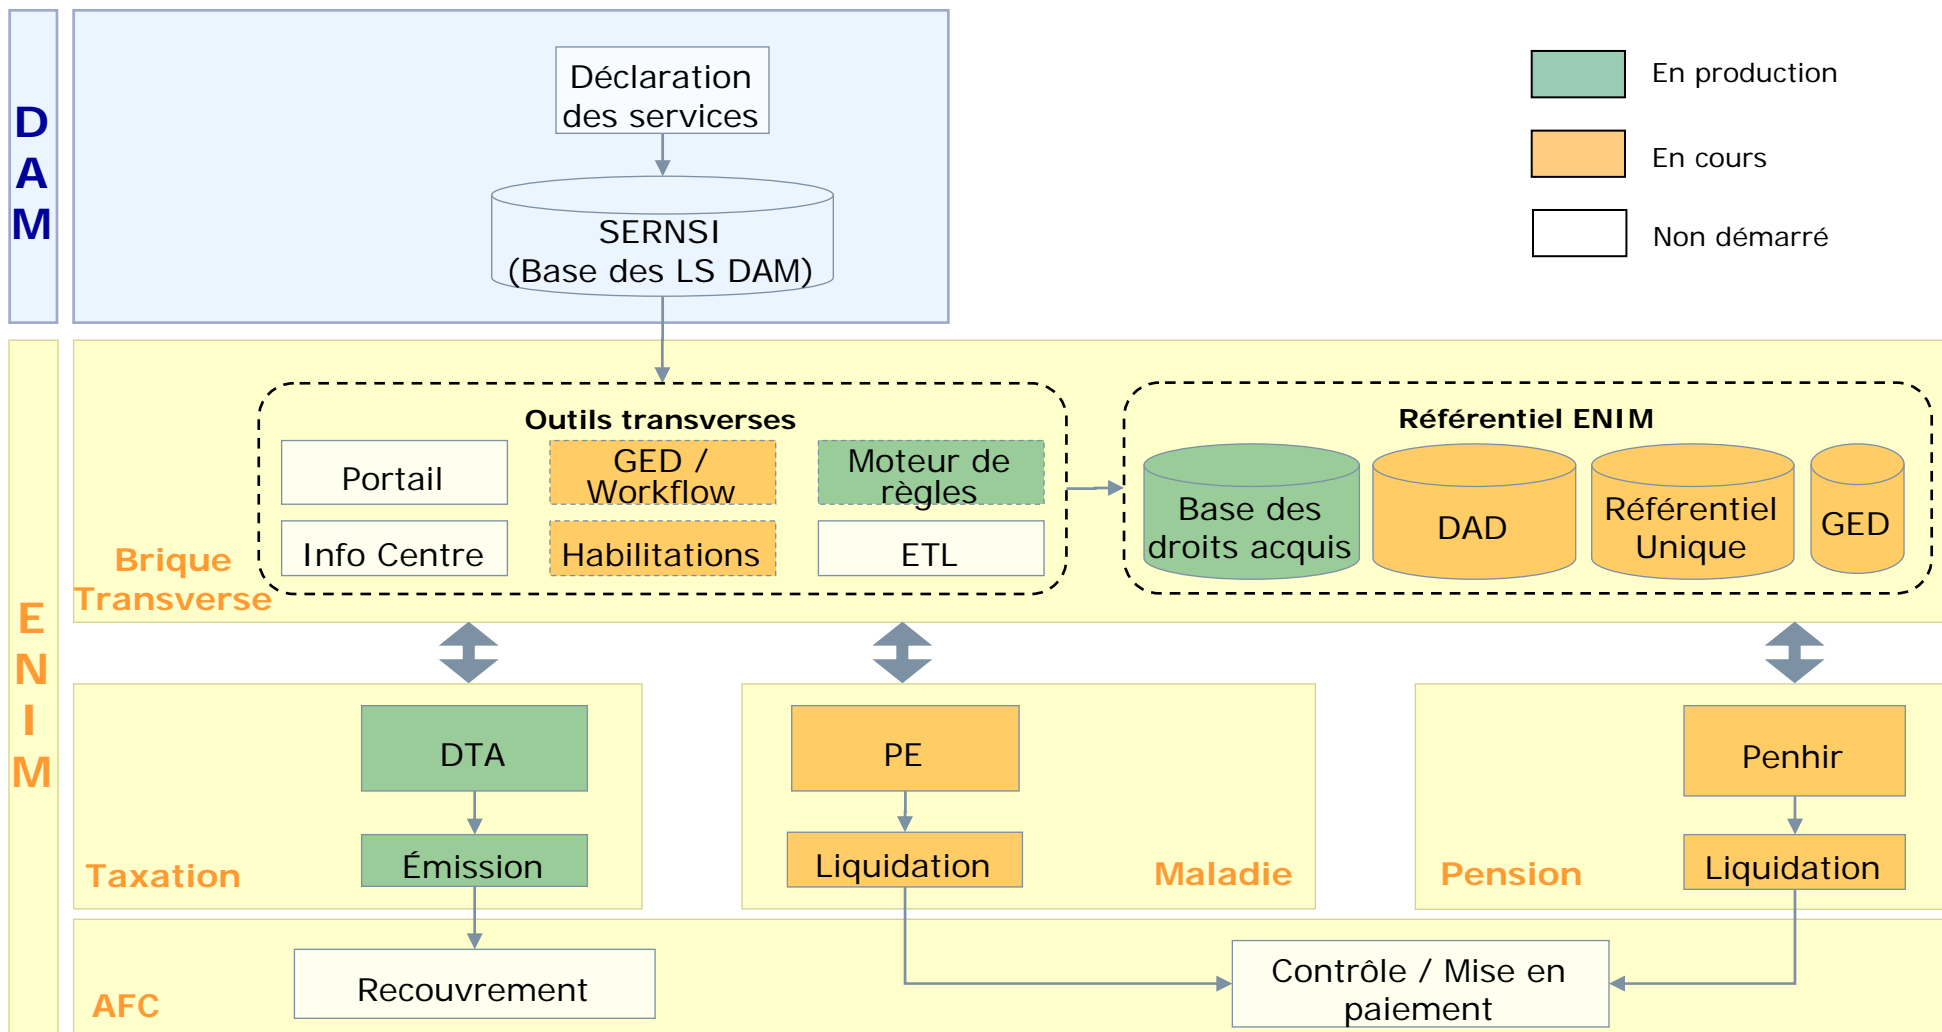 D
A
M
Déclaration
des services
SERNSI
(Base des LS DAM)
En production
En cours
Non démarré
E
N
I
M
Outils transverses
Portail
GED /
Workflow
Moteur de
règles
Info Centre
Habilitations
ETL
Référentiel ENIM
Base des
droits acquis
DAD
Référentiel
Unique
GED
Brique
Transverse
DTA
Émission
Taxation
PE
Liquidation
Maladie
Penhir
Liquidation
Pension
Recouvrement
Contrôle / Mise en
paiement
AFC